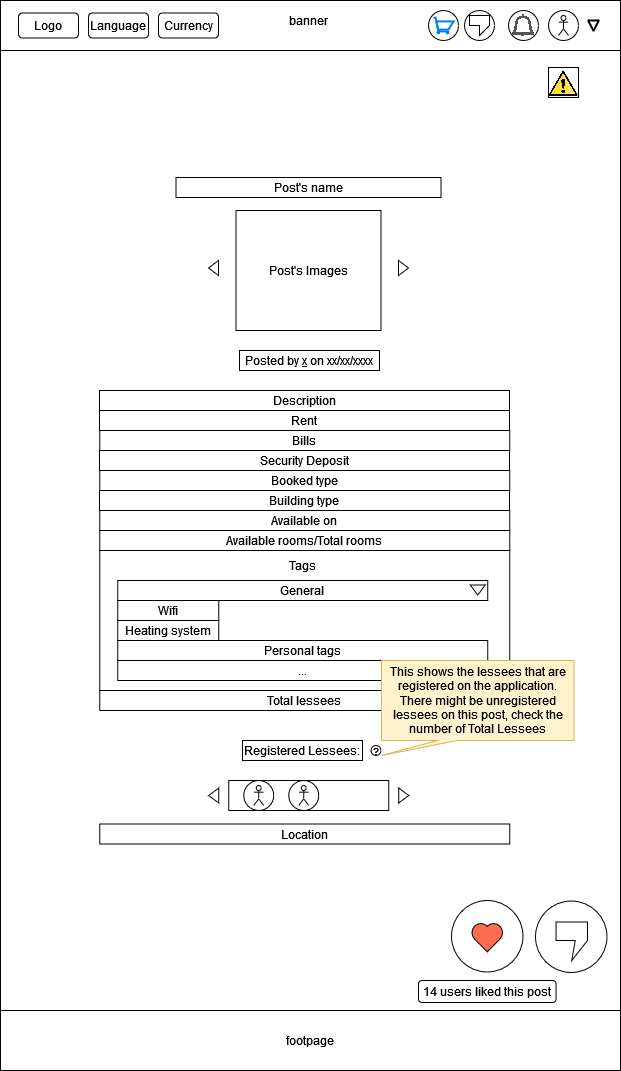 Logo
Language
Currency
banner
Post's name
Post's Images
Posted by x on xx/xx/xxxx
Description
Rent
Bills
Security Deposit
Booked type
Building type
Available on
Available rooms/Total rooms
Tags
General
Wifi
Heating system
Personal tags
...
Total lessees
This shows the lessees that are
registered on the application.
There might be unregistered
lessees on this post, check the
number of Total Lessees
Registered Lessees:
?
Location
14 users liked this post
footpage